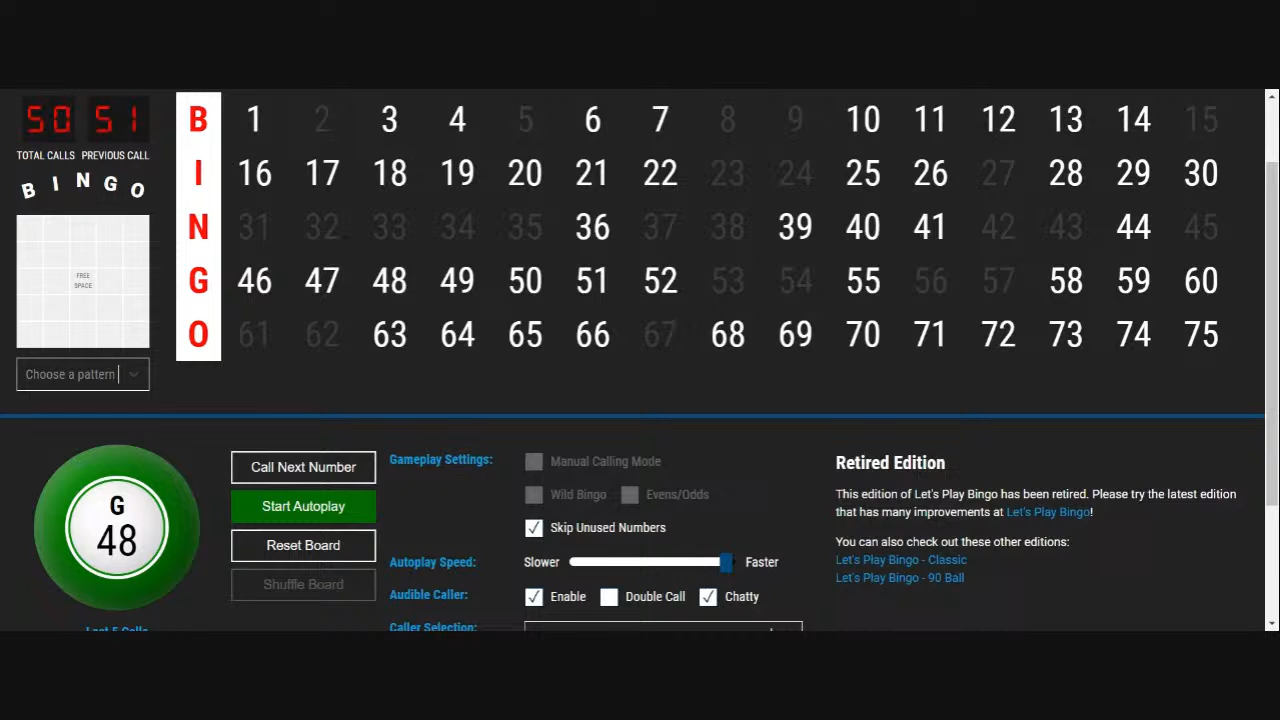 50 51
TOTAL CALLS PREVIOUS CALL
B I N G O
FREE
SPACE
Choose a pattern
B 1 2 3 4 5 6 7 8 9 10 11 12 13 14 15
I 16 17 18 19 20 21 22 23 24 25 26 27 28 29 30
N 31 32 33 34 35 36 37 38 39 40 41 42 43 44 45
G 46 47 48 49 50 51 52 53 54 55 56 57 58 59 60
O 61 62 63 64 65 66 67 68 69 70 71 72 73 74 75
G
48
Last 5 Calls
Call Next Number
Start Autoplay
Reset Board
Shuffle Board
Gameplay Settings:
Manual Calling Mode
Wild Bingo Evens/Odds
Skip Unused Numbers
Autoplay Speed: Slower Faster
Audible Caller: Enable Double Call Chatty
Caller Selection:
Retired Edition
This edition of Let's Play Bingo has been retired. Please try the latest edition
that has many improvements at Let's Play Bingo!
You can also check out these other editions:
Let's Play Bingo - Classic
Let's Play Bingo - 90 Ball